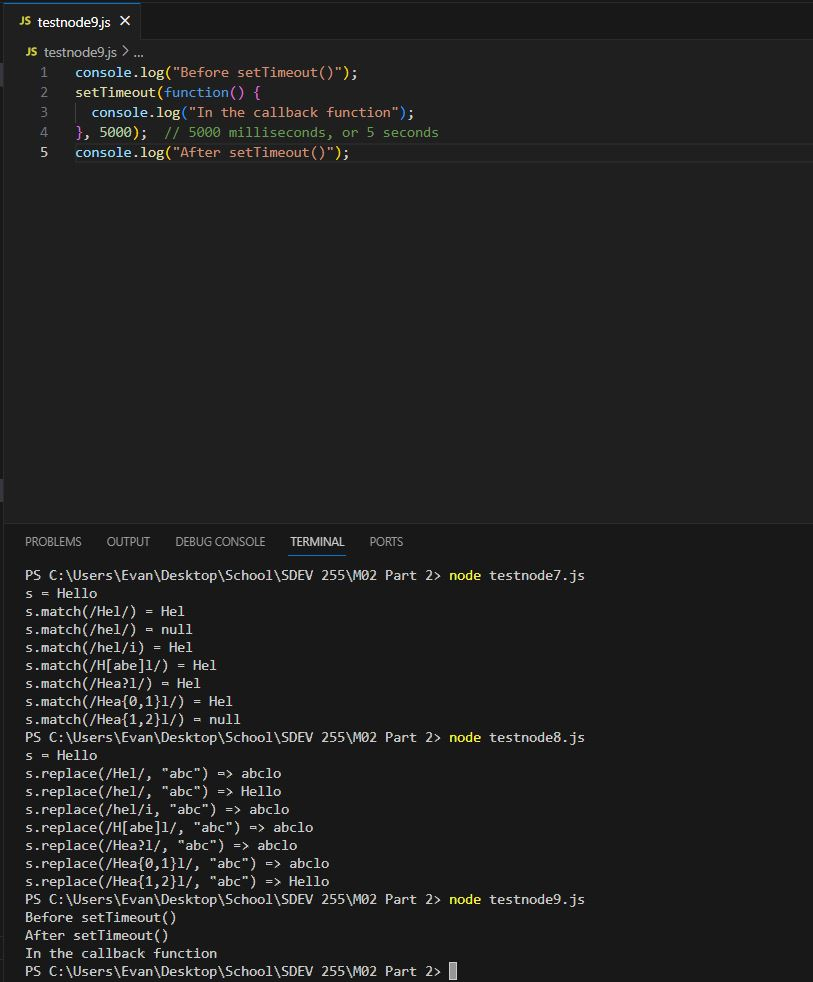 JS testnode9.js ×
JS testnode9.js > ...
1 console.log("Before setTimeout()");
2 setTimeout(function() {
3 console.log("In the callback function");
4 }, 5000);  // 5000 milliseconds, or 5 seconds
5 console.log("After setTimeout()");
PROBLEMS OUTPUT DEBUG CONSOLE TERMINAL PORTS
PS C:\Users\Evan\Desktop\School\SDEV 255\M02 Part 2> node testnode7.js
s = Hello
s.match(/Hel/) = Hel
s.match(/hel/) = null
s.match(/hel/i) = Hel
s.match(/H[abe]l/) = Hel
s.match(/Hea?l/) = Hel
s.match(/Hea{0,1}l/) = Hel
s.match(/Hea{1,2}l/) = null
PS C:\Users\Evan\Desktop\School\SDEV 255\M02 Part 2> node testnode8.js
s = Hello
s.replace(/Hel/, "abc") => abclo
s.replace(/hel/, "abc") => Hello
s.replace(/hel/i, "abc") => abclo
s.replace(/H[abe]l/, "abc") => abclo
s.replace(/Hea?l/, "abc") => abclo
s.replace(/Hea{0,1}l/, "abc") => abclo
s.replace(/Hea{1,2}l/, "abc") => Hello
PS C:\Users\Evan\Desktop\School\SDEV 255\M02 Part 2> node testnode9.js
Before setTimeout()
After setTimeout()
In the callback function
PS C:\Users\Evan\Desktop\School\SDEV 255\M02 Part 2>